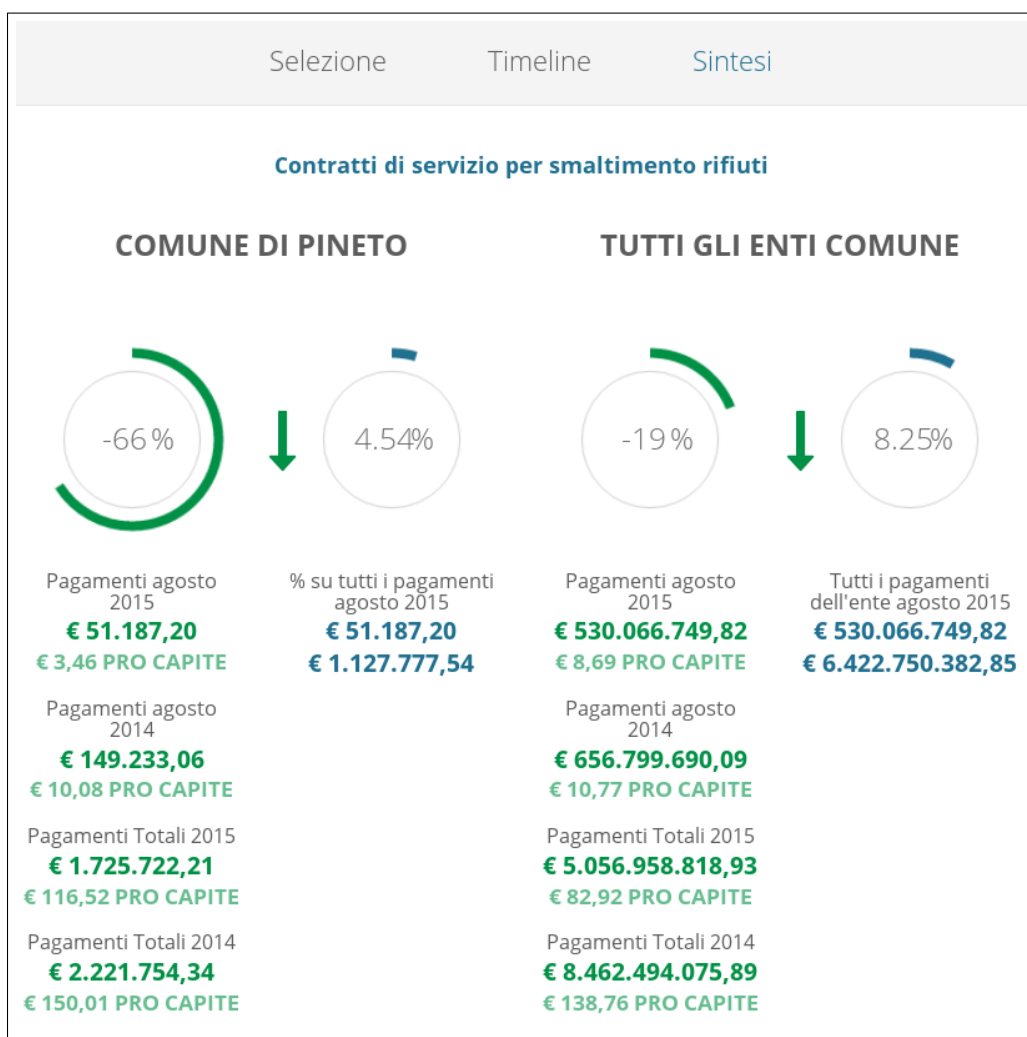 Selezione Timeline Sintesi
Contratti di servizio per smaltimento rifiuti
COMUNE DI PINETO
-66 %
4.54%
Pagamenti agosto
2015
€ 51.187,20
€ 3,46 PRO CAPITE
% su tutti i pagamenti
agosto 2015
€ 51.187,20
€ 1.127.777,54
Pagamenti agosto
2014
€ 149.233,06
€ 10,08 PRO CAPITE
Pagamenti Totali 2015
€ 1.725.722,21
€ 116,52 PRO CAPITE
Pagamenti Totali 2014
€ 2.221.754,34
€ 150,01 PRO CAPITE
TUTTI GLI ENTI COMUNE
-19 %
8.25%
Pagamenti agosto
2015
€ 530.066.749,82
€ 8,69 PRO CAPITE
Tutti i pagamenti
dell'ente agosto 2015
€ 530.066.749,82
€ 6.422.750.382,85
Pagamenti agosto
2014
€ 656.799.690,09
€ 10,77 PRO CAPITE
Pagamenti Totali 2015
€ 5.056.958.818,93
€ 82,92 PRO CAPITE
Pagamenti Totali 2014
€ 8.462.494.075,89
€ 138,76 PRO CAPITE